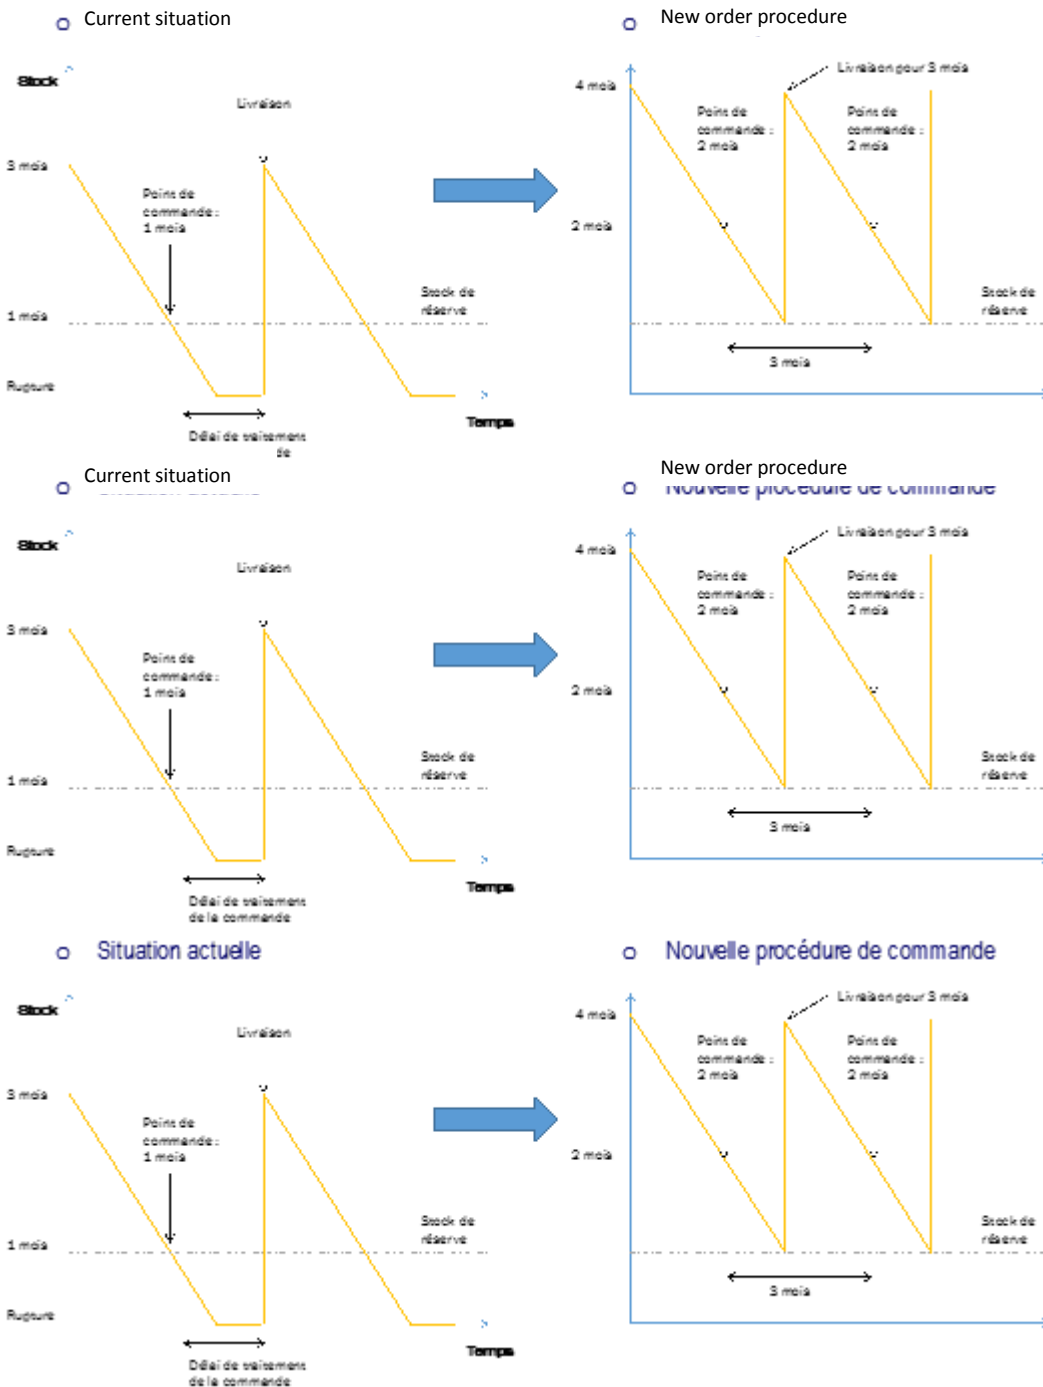 Current situation
New order procedure
Stock
Livraison pour 3 mois
4 mois
Livraison
Point de
commande :
2 mois
Point de
commande :
2 mois
3 mois
Point de
commande :
1 mois
2 mois
Stock de
réserve
Stock de
réserve
1 mois
3 mois
Rupture
Temps
Délai de traitement
de
Current situation
New order procedure
Nouvelle procédure de commande
Stock
Livraison pour 3 mois
4 mois
Livraison
Point de
commande :
2 mois
Point de
commande :
2 mois
3 mois
Point de
commande :
1 mois
2 mois
Stock de
réserve
Stock de
réserve
1 mois
3 mois
Rupture
Temps
Délai de traitement
de la commande
Situation actuelle
Nouvelle procédure de commande
Stock
Livraison pour 3 mois
4 mois
Livraison
Point de
commande :
2 mois
Point de
commande :
2 mois
3 mois
Point de
commande :
1 mois
2 mois
Stock de
réserve
Stock de
réserve
1 mois
3 mois
Rupture
Temps
Délai de traitement
de la commande